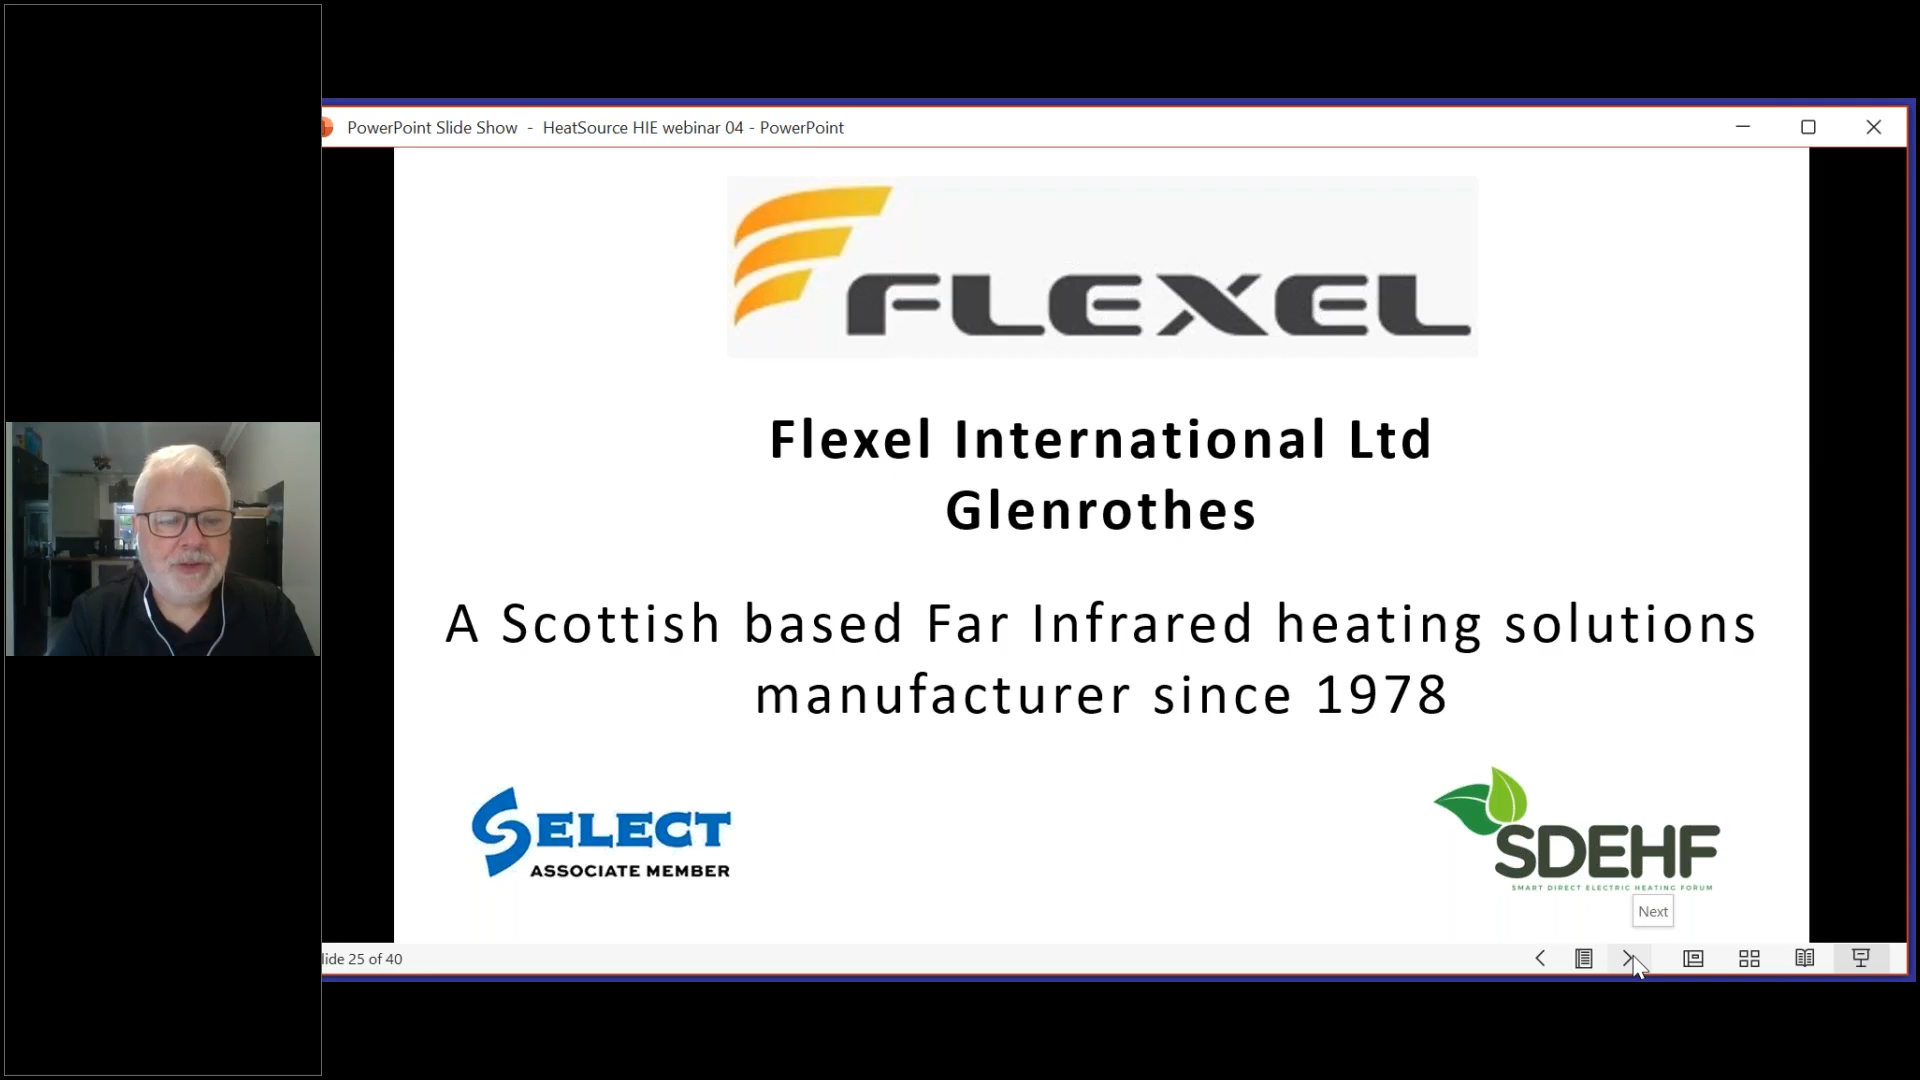 PowerPoint Slide Show - HeatSource HIE webinar 04 - PowerPoint
FLEXEL
Flexel International Ltd
Glenrothes
A Scottish based Far Infrared heating solutions
manufacturer since 1978
SELECT
ASSOCIATE MEMBER
SDEHF
SMART DIRECT ELECTRIC HEATING FORUM
Next
lide 25 of 40